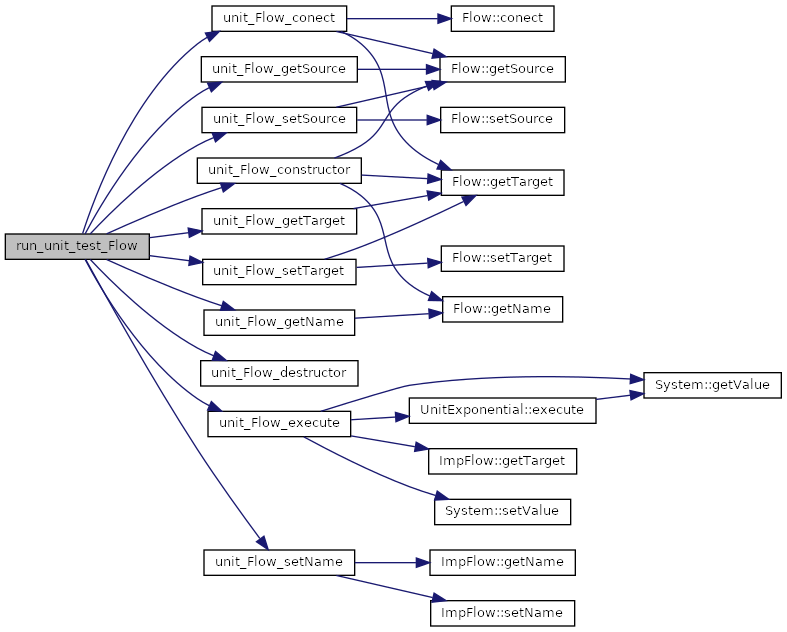 run_unit_test_Flow
unit_Flow_conect
unit_Flow_getSource
unit_Flow_setSource
unit_Flow_constructor
unit_Flow_getTarget
unit_Flow_setTarget
unit_Flow_getName
unit_Flow_destructor
unit_Flow_execute
unit_Flow_setName
Flow::conect
Flow::getSource
Flow::setSource
Flow::getTarget
Flow::setTarget
Flow::getName
UnitExponential::execute
ImpFlow::getTarget
System::setValue
ImpFlow::getName
ImpFlow::setName
System::getValue